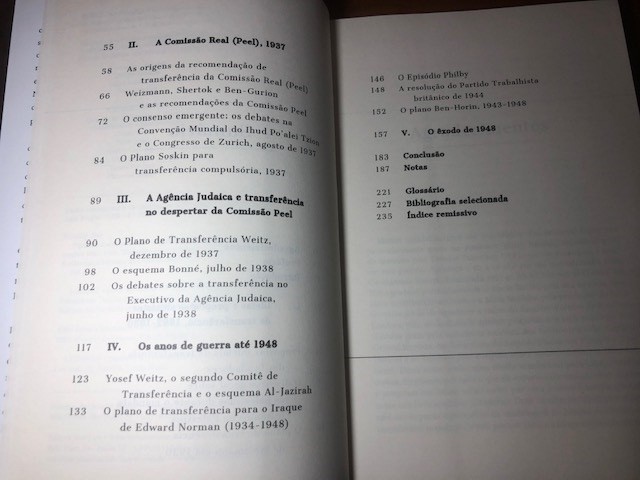 55 II. A Comissão Real (Peel), 1937
58 As origens da recomendação de
transferência da Comissão Real (Peel)
66 Weizmann, Shertok e Ben-Gurion
e as recomendações da Comissão Peel
72 O consenso emergente: os debates na
Convenção Mundial do Ihud Po'alei Tzion
e o Congresso de Zurich, agosto de 1937
84 O Plano Soskin para
transferência compulsória, 1937
89 III. A Agência Judaica e transferência
no despertar da Comissão Peel
90 O Plano de Transferência Weitz,
dezembro de 1937
98 O esquema Bonné, julho de 1938
102 Os debates sobre a transferência no
Executivo da Agência Judaica,
junho de 1938
117 IV. Os anos de guerra até 1948
123 Yosef Weitz, o segundo Comitê de
Transferência e o esquema Al-Jazirah
133 O plano de transferência para o Iraque
de Edward Norman (1934-1948)
146 O Episódio Philby
148 A resolução do Partido Trabalhista
britânico de 1944
152 O plano Ben-Horin, 1943-1948
157 V. O êxodo de 1948
183 Conclusão
187 Notas
221 Glossário
227 Bibliografia selecionada
235 Índice remissivo